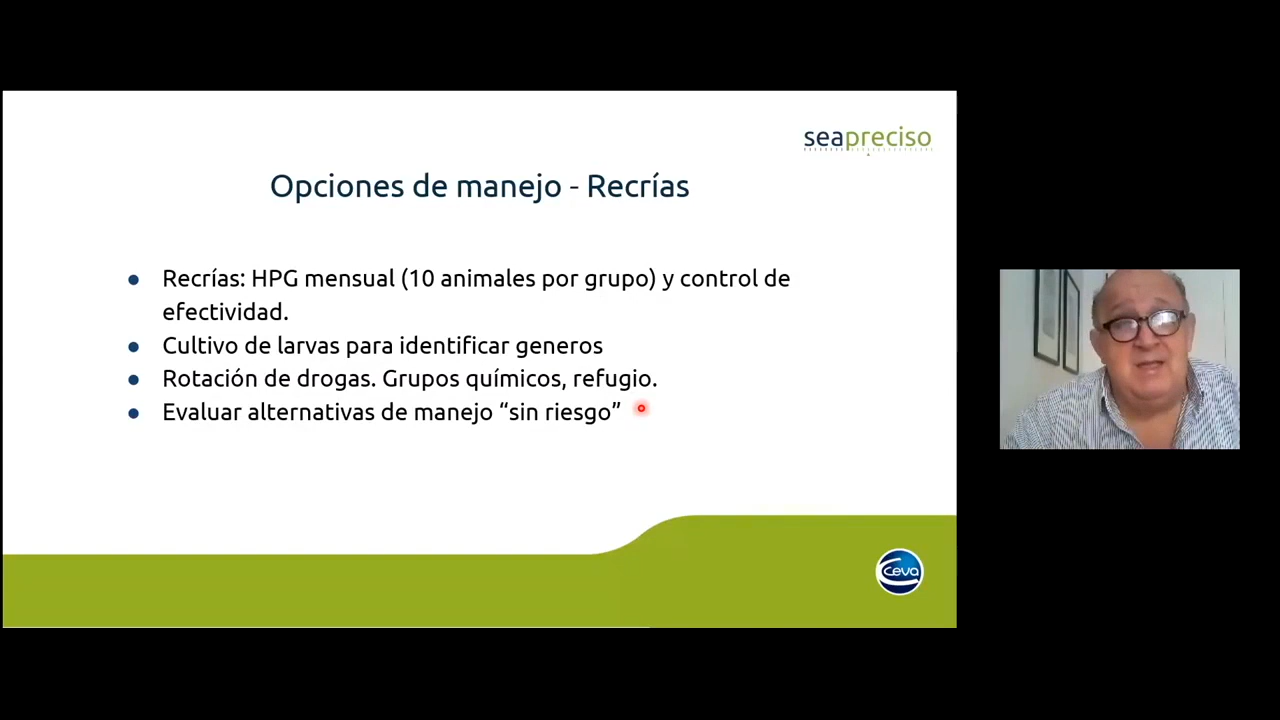 seapreciso
Opciones de manejo - Recrías
● Recrías: HPG mensual (10 animales por grupo) y control de
efectividad.
● Cultivo de larvas para identificar generos
● Rotación de drogas. Grupos químicos, refugio.
● Evaluar alternativas de manejo “sin riesgo”
Ceva